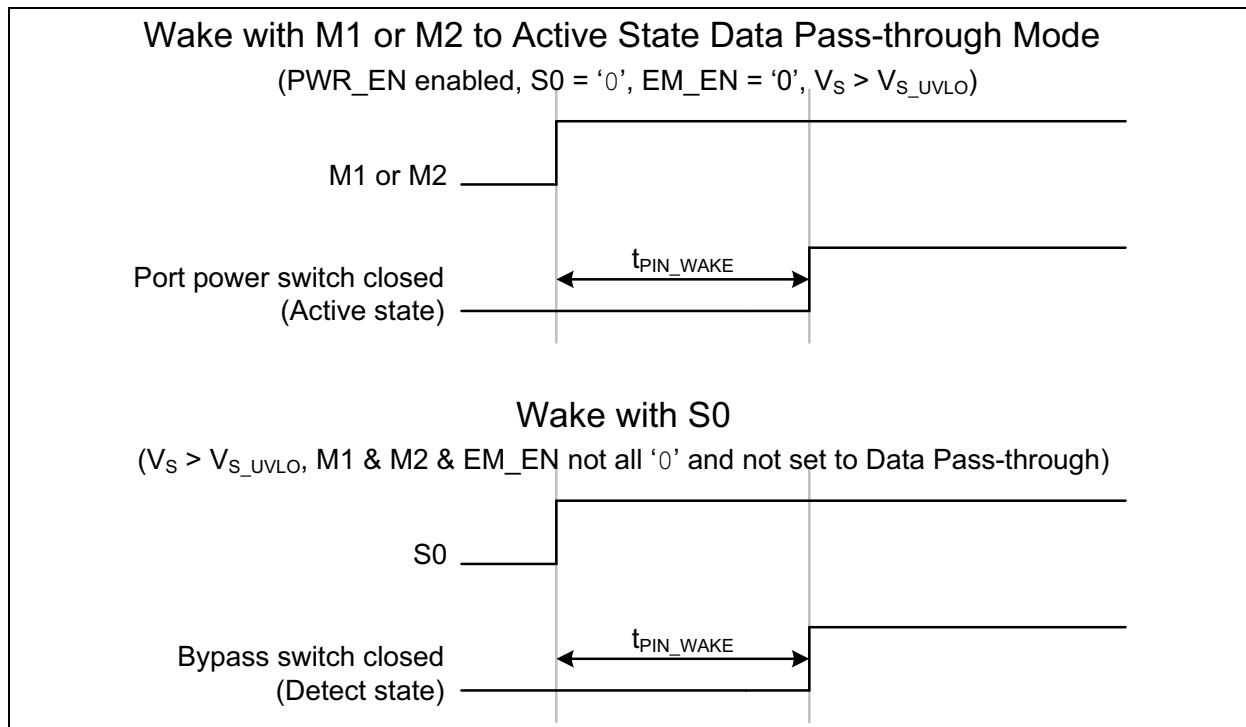 Wake with M1 or M2 to Active State Data Pass-through Mode
(PWR_EN enabled, S0 = ‘0’, EM_EN = ‘0’, VS > VS_UVLO)
M1 or M2
tPIN_WAKE
Port power switch closed
(Active state)
Wake with S0
(VS > VS_UVLO, M1 & M2 & EM_EN not all ‘0’ and not set to Data Pass-through)
S0
tPIN_WAKE
Bypass switch closed
(Detect state)